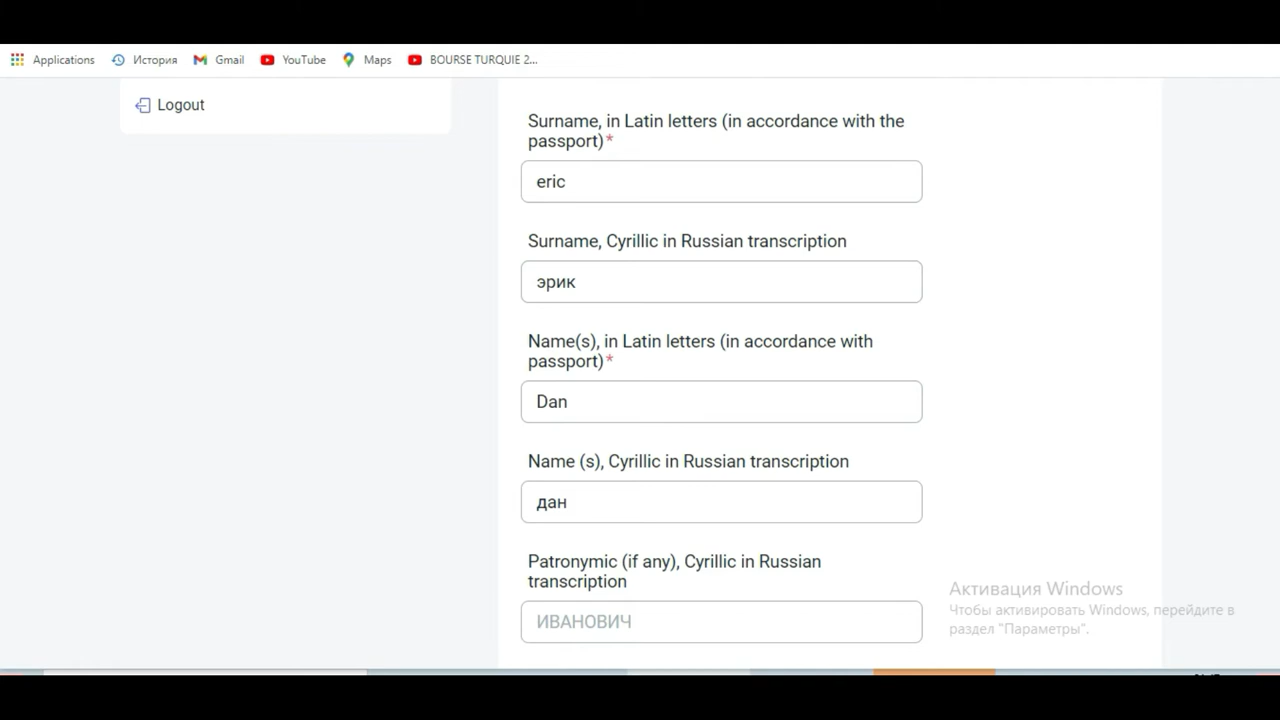 Applications История Gmail YouTube Maps BOURSE TURQUIE 2...
Logout
Surname, in Latin letters (in accordance with the
passport)*
eric
Surname, Cyrillic in Russian transcription
эрик
Name(s), in Latin letters (in accordance with
passport)*
Dan
Name (s), Cyrillic in Russian transcription
дан
Patronymic (if any), Cyrillic in Russian
transcription
ИВАНОВИЧ
Активация Windows
Чтобы активировать Windows, перейдите в
раздел "Параметры".